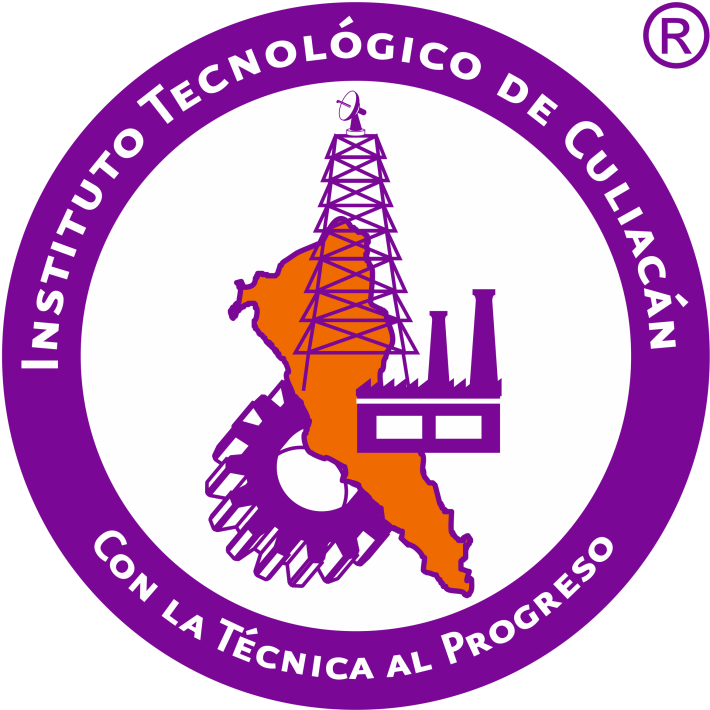 Instituto Tecnológico de Culiacán
®
Con la Técnica al Progreso